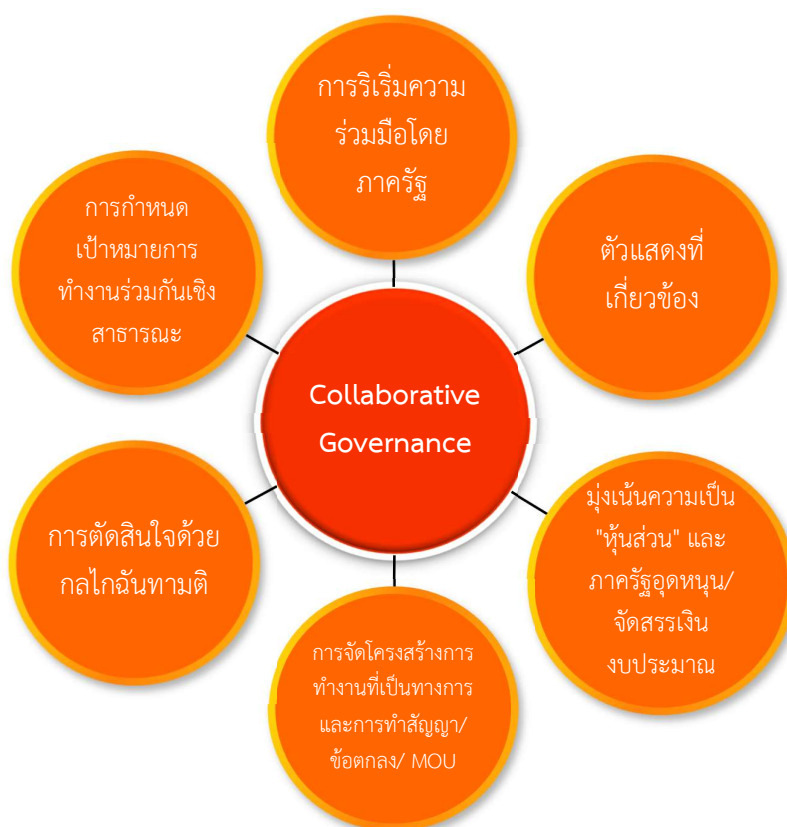 การริเริ่มความ
ร่วมมือโดย
ภาครัฐ
ตัวแสดงที่
เกี่ยวข้อง
มุ่งเน้นความเป็น
"หุ้นส่วน" และ
ภาครัฐอุดหนุน/
จัดสรรเงิน
งบประมาณ
การจัดโครงสร้างการ
ทำงานที่เป็นทางการ
และการทำสัญญา/
ข้อตกลง/ MOU
การตัดสินใจด้วย
กลไกฉันทามติ
การกำหนด
เป้าหมายการ
ทำงานร่วมกันเชิง
สาธารณะ
Collaborative
Governance